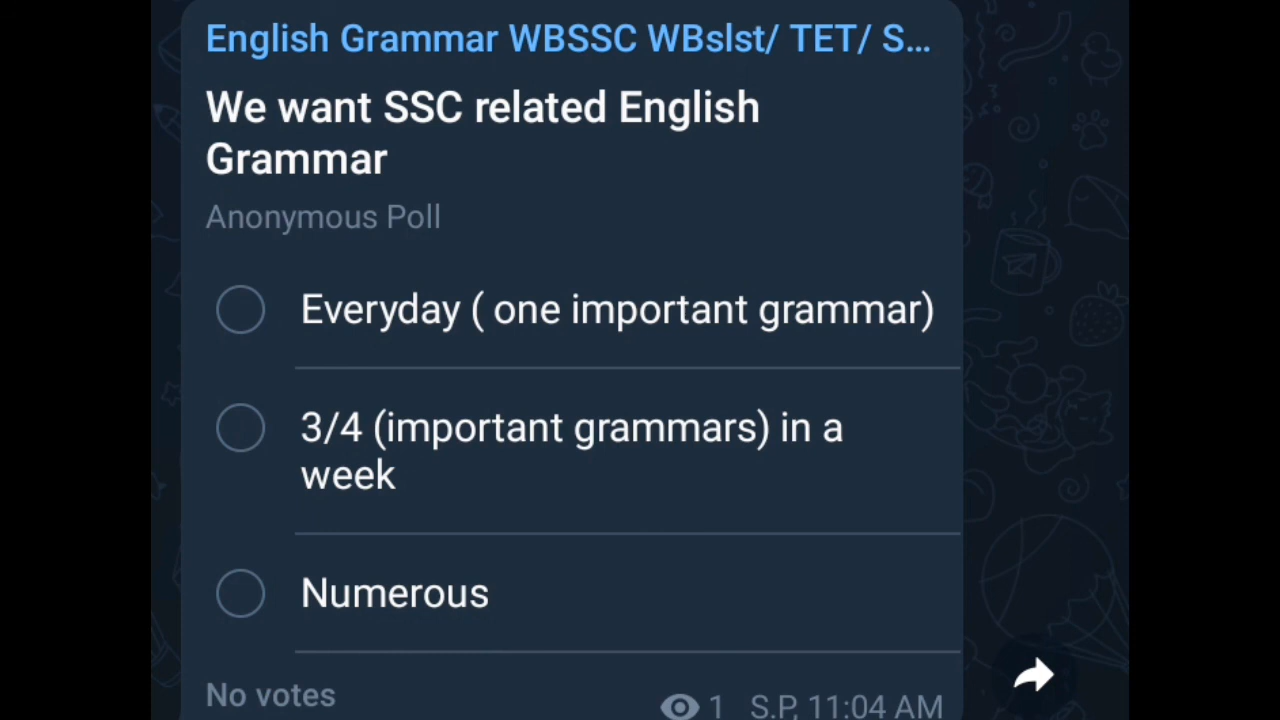 English Grammar WBSSC WBslst/ TET/ S...
We want SSC related English
Grammar
Anonymous Poll
Everyday ( one important grammar)
3/4 (important grammars) in a
week
Numerous
No votes
1 S.P, 11:04 AM